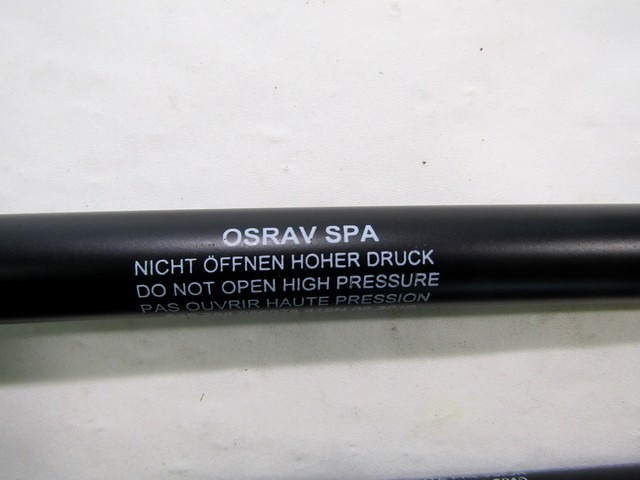 OSRAV SPA
NICHT ÖFFNEN HOHER DRUCK
DO NOT OPEN HIGH PRESSURE
PAS OUVRIR HAUTE PRESSION